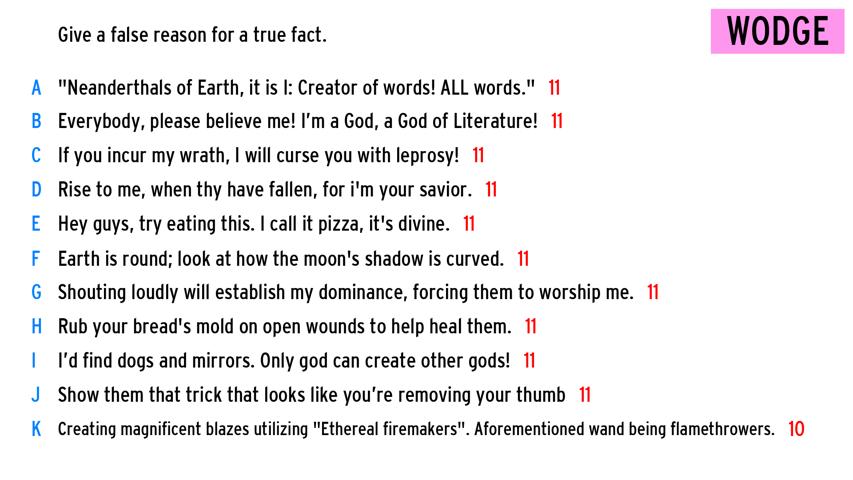 Give a false reason for a true fact.
WODGE
A "Neanderthals of Earth, it is I: Creator of words! ALL words." 11
B Everybody, please believe me! I'm a God, a God of Literature! 11
C If you incur my wrath, I will curse you with leprosy! 11
D Rise to me, when thy have fallen, for i'm your savior. 11
E Hey guys, try eating this. I call it pizza, it's divine. 11
F Earth is round; look at how the moon's shadow is curved. 11
G Shouting loudly will establish my dominance, forcing them to worship me. 11
H Rub your bread's mold on open wounds to help heal them. 11
I I’d find dogs and mirrors. Only god can create other gods! 11
J Show them that trick that looks like you’re removing your thumb 11
K Creating magnificent blazes utilizing "Ethereal firemakers". Aforementioned wand being flamethrowers. 10